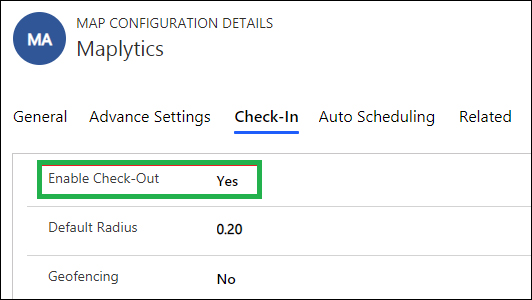 MA
MAP CONFIGURATION DETAILS
Maplytics
General Advance Settings Check-In Auto Scheduling Related
Enable Check-Out Yes
Default Radius 0.20
Geofencing No